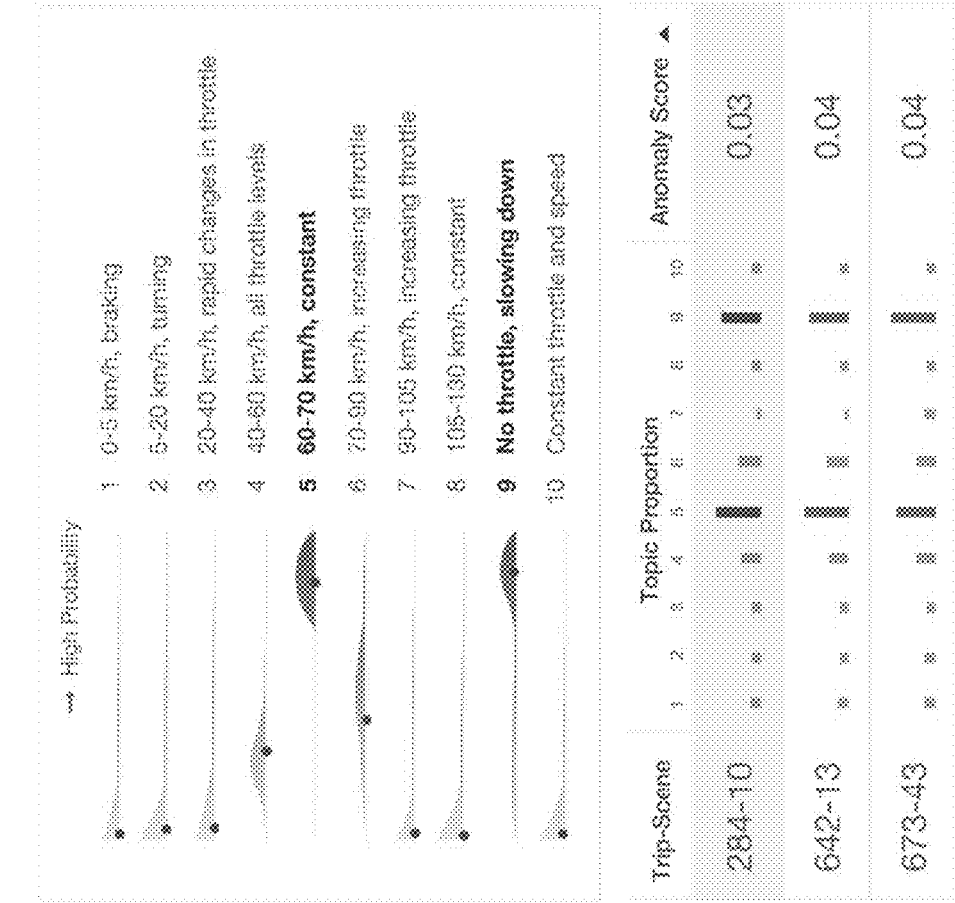 High Probability
1 0-5 km/h, braking
2 5-20 km/h, turning
3 20-40 km/h, rapid changes in throttle
4 40-60 km/h, all throttle levels
5 60-70 km/h, constant
6 70-90 km/h, increasing throttle
7 90-105 km/h, increasing throttle
8 105-130 km/h, constant
9 No throttle, slowing down
10 Constant throttle and speed
Trip-Scene Topic Proportion Anomaly Score ▲
1 2 3 4 5 6 7 8 9 10
284-10 0.03
642-13 0.04
673-43 0.04